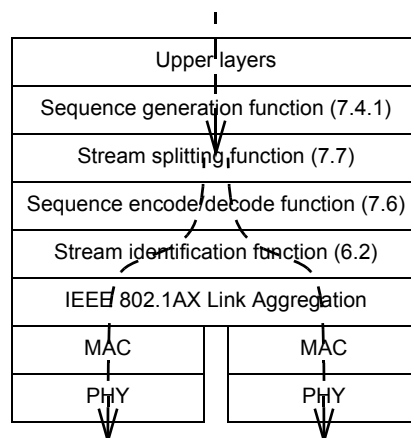 Upper layers
Sequence generation function (7.4.1)
Stream splitting function (7.7)
Sequence encode/decode function (7.6)
Stream identification function (6.2)
IEEE 802.1AX Link Aggregation
MAC MAC
PHY PHY